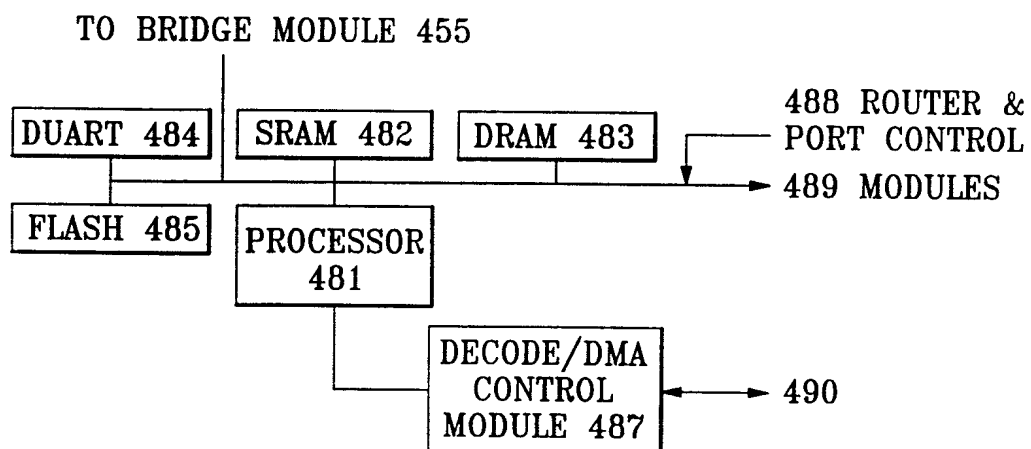 TO BRIDGE MODULE 455
DUART 484
SRAM 482
DRAM 483
488 ROUTER &
PORT CONTROL
489 MODULES
FLASH 485
PROCESSOR
481
DECODE/DMA
CONTROL
MODULE 487
490